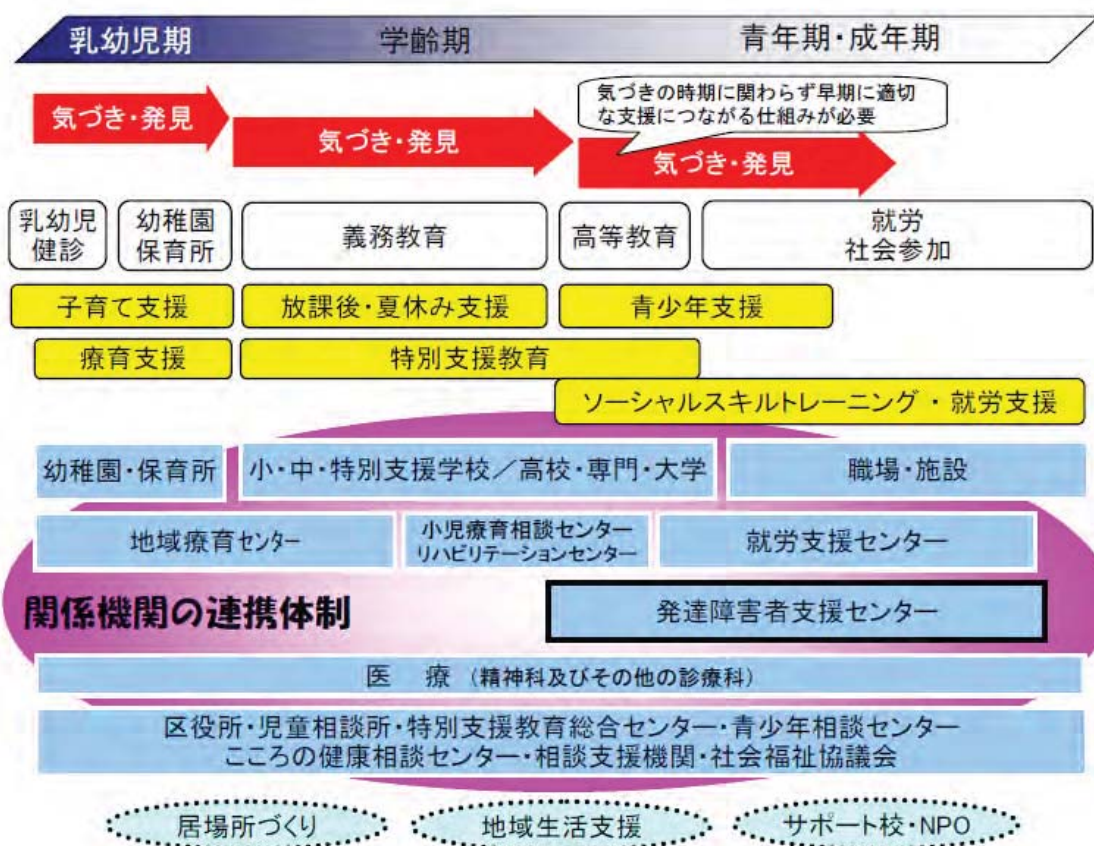 乳幼児期
学齢期
青年期・成年期
気づき・発見
気づき・発見
気づきの時期に関わらず早期に適切
な支援につながる仕組みが必要
気づき・発見
乳幼児
健診
幼稚園
保育所
義務教育
高等教育
就労
社会参加
子育て支援
放課後・夏休み支援
青少年支援
療育支援
特別支援教育
ソーシャルスキルトレーニング・就労支援
幼稚園・保育所
小・中・特別支援学校／高校・専門・大学
職場・施設
地域療育センター
小児療育相談センター
リハビリテーションセンター
就労支援センター
関係機関の連携体制
発達障害者支援センター
医　療（精神科及びその他の診療科）
区役所・児童相談所・特別支援教育総合センター・青少年相談センター
こころの健康相談センター・相談支援機関・社会福祉協議会
居場所づくり
地域生活支援
サポート校・NPO